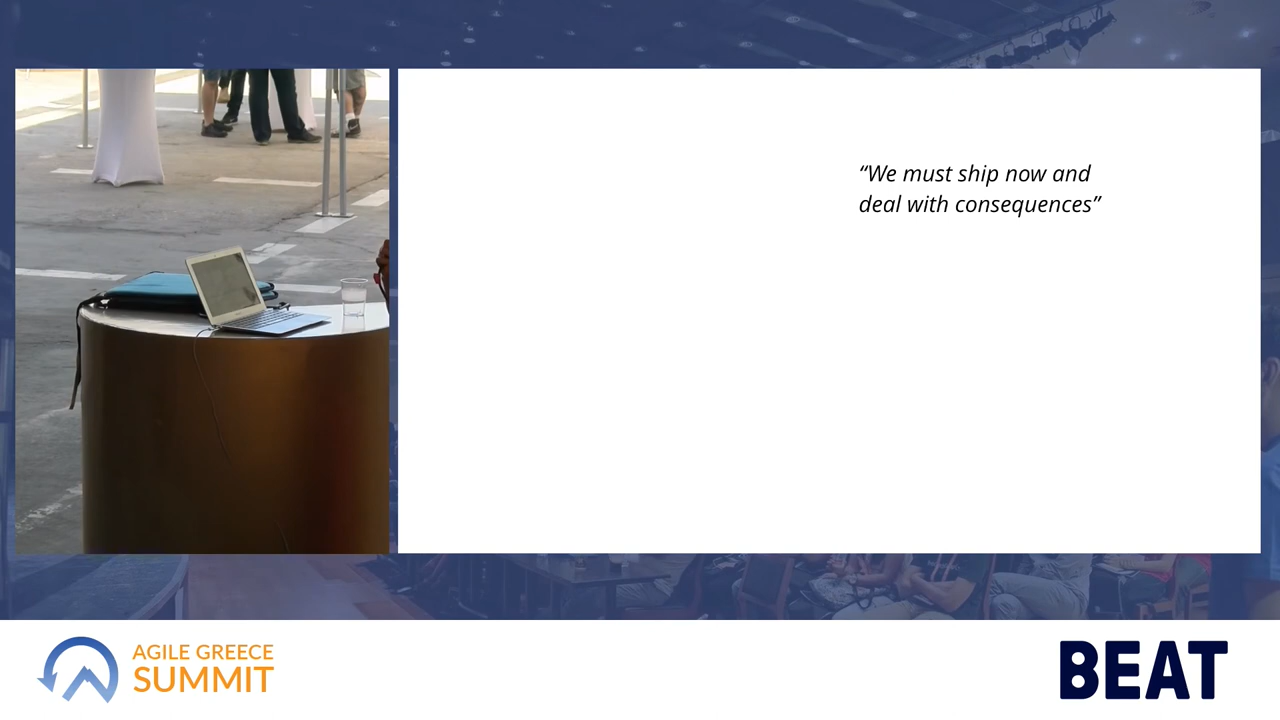 “We must ship now and
deal with consequences”
AGILE GREECE
SUMMIT
BEAT